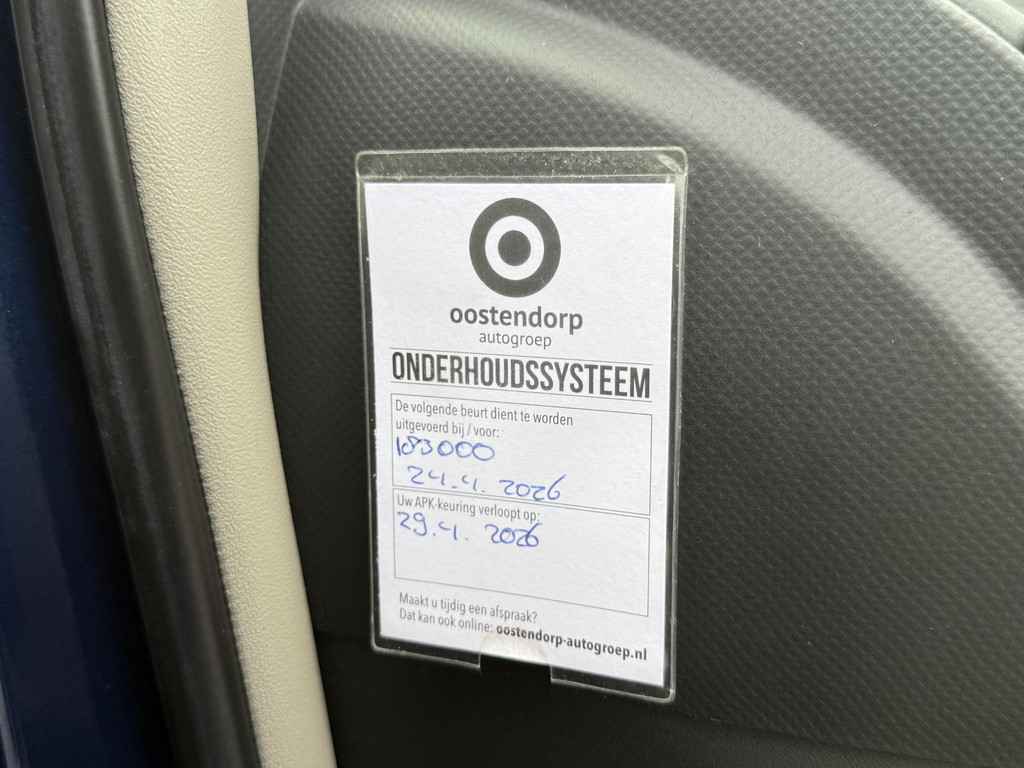 oostendorp
autogroep
ONDERHOUDSSYSTEEM
De volgende beurt dient te worden
uitgevoerd bij / voor:
183000
24.4. 2026
Uw APK-keuring verloopt op:
29.4. 2026
Maakt u tijdig een afspraak?
Dat kan ook online: oostendorp-autogroep.nl